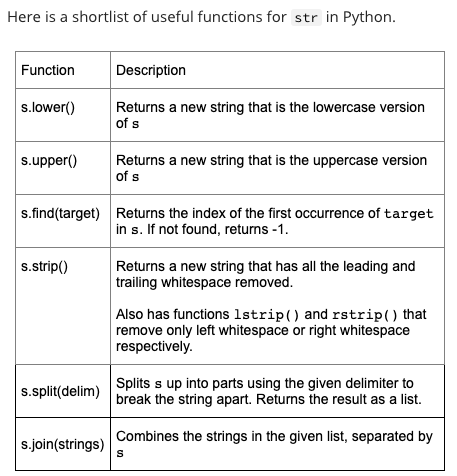 Here is a shortlist of useful functions for str in Python.
Function Description
s.lower() Returns a new string that is the lowercase version
of s
s.upper() Returns a new string that is the uppercase version
of s
s.find(target) Returns the index of the first occurrence of target
in s. If not found, returns -1.
s.strip() Returns a new string that has all the leading and
trailing whitespace removed.
Also has functions lstrip() and rstrip() that
remove only left whitespace or right whitespace
respectively.
s.split(delim) Splits s up into parts using the given delimiter to
break the string apart. Returns the result as a list.
s.join(strings) Combines the strings in the given list, separated by
s